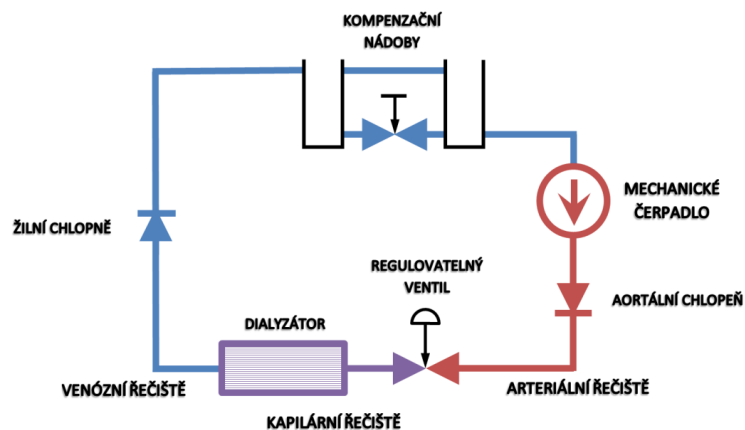 KOMPENZAČNÍ
NÁDOBY
MECHANICKÉ
ČERPADLO
ŽILNÍ CHLOPNĚ
REGULOVATELNÝ
VENTIL
AORTÁLNÍ CHLOPEŇ
DIALYZÁTOR
VENÓZNÍ ŘEČIŠTĚ
ARTERIÁLNÍ ŘEČIŠTĚ
KAPILÁRNÍ ŘEČIŠTĚ